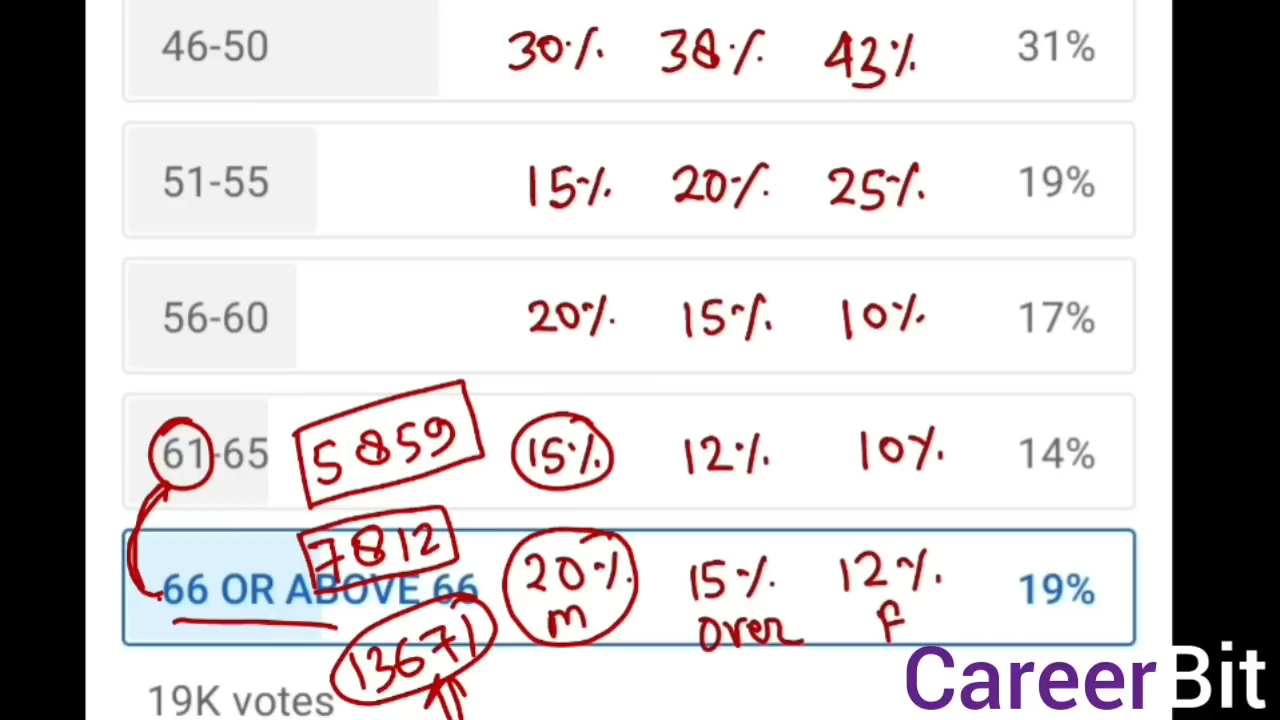 46-50 30% 38% 43% 31%
51-55 15% 20% 25% 19%
56-60 20% 15% 10% 17%
61-65 5859 15% 12% 10% 14%
7812
66 OR ABOVE 66 20% 15% 12% 19%
m over F
13671
19K votes
CareerBit